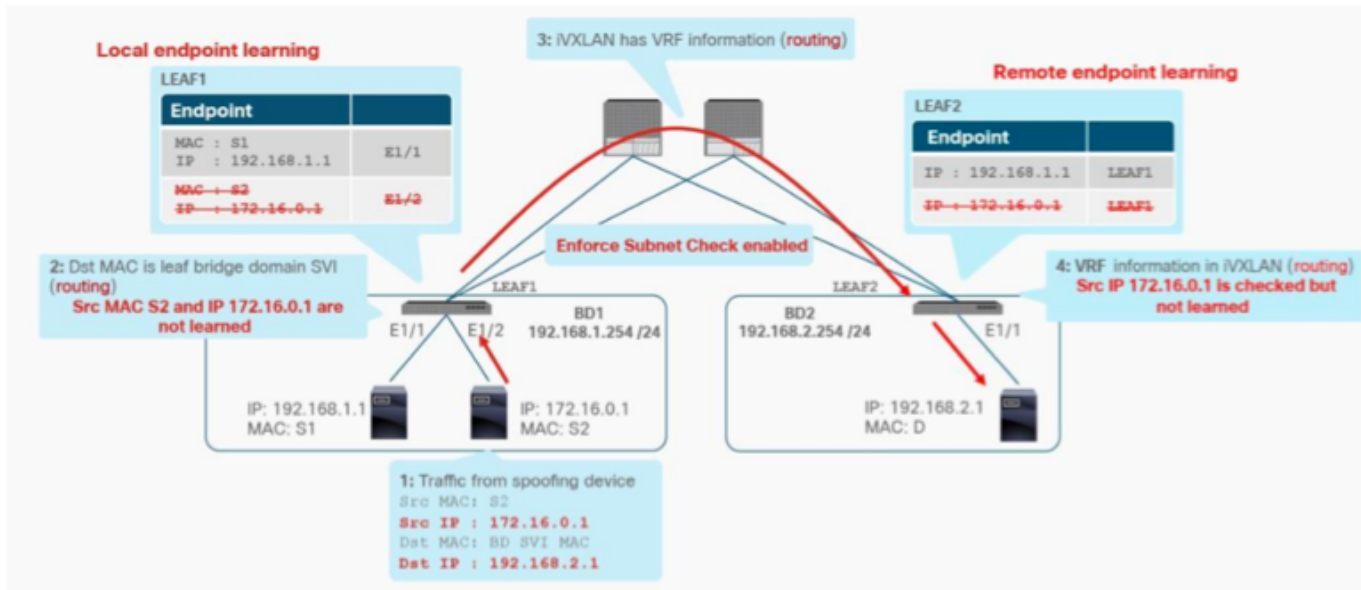 3: iVXLAN has VRF information (routing)
Local endpoint learning
LEAF1
Endpoint
MAC : S1
IP : 192.168.1.1
E1/1
MAC : S2
IP : 172.16.0.1
E1/2
Remote endpoint learning
LEAF2
Endpoint
IP : 192.168.1.1
LEAF1
IP : 172.16.0.1
LEAF1
Enforce Subnet Check enabled
2: Dst MAC is leaf bridge domain SVI
(routing)
Src MAC S2 and IP 172.16.0.1 are
not learned
4: VRF information in iVXLAN (routing)
Src IP 172.16.0.1 is checked but
not learned
LEAF1
E1/1
E1/2
BD1
192.168.1.254 /24
LEAF2
BD2
192.168.2.254 /24
E1/1
IP: 192.168.1.1
MAC: S1
IP: 172.16.0.1
MAC: S2
IP: 192.168.2.1
MAC: D
1: Traffic from spoofing device
Src MAC: S2
Src IP : 172.16.0.1
Dst MAC: BD SVI MAC
Dst IP : 192.168.2.1